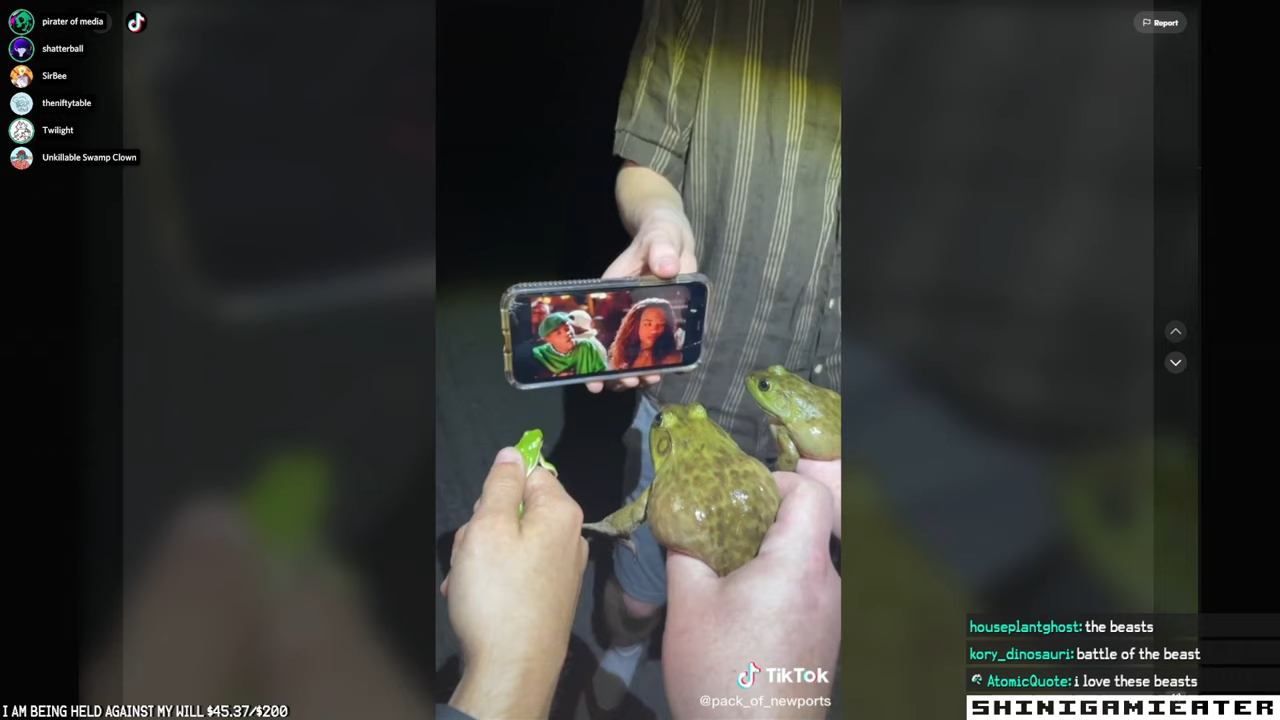 pirater of media
shatterball
SirBee
theniftytable
Twilight
Unkillable Swamp Clown
Report
TikTok
@pack_of_newports
houseplantghost: the beasts
kory_dinosauri: battle of the beast
AtomicQuote: i love these beasts
I AM BEING HELD AGAINST MY WILL $45.37/$200
SHINIGAMIEATER